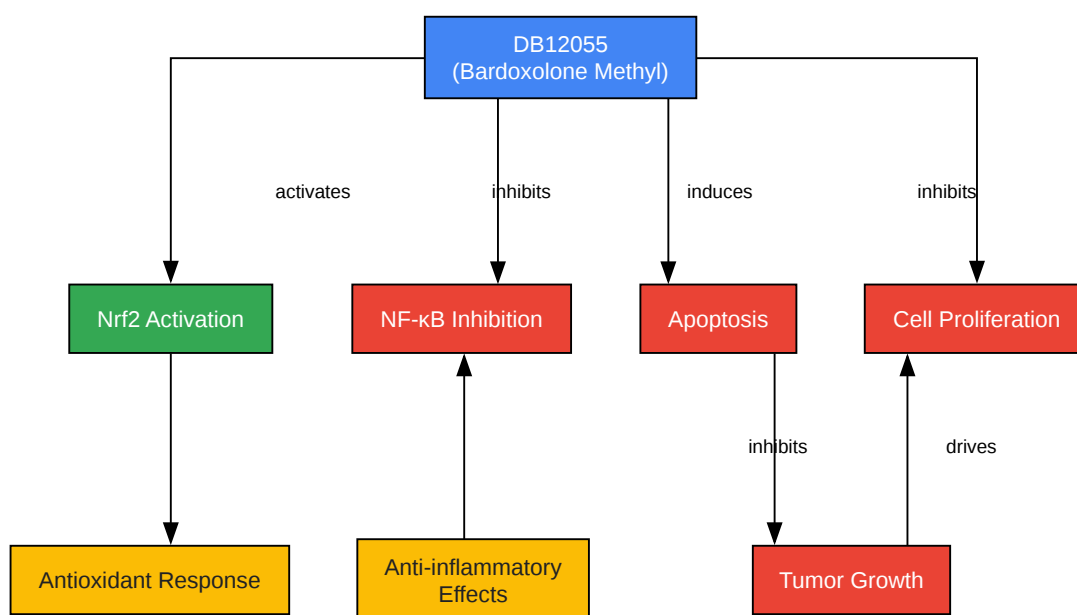 DB12055
(Bardoxolone Methyl)
activates
inhibits
induces
inhibits
Nrf2 Activation
NF-κB Inhibition
Apoptosis
Cell Proliferation
inhibits
drives
Antioxidant Response
Anti-inflammatory
Effects
Tumor Growth